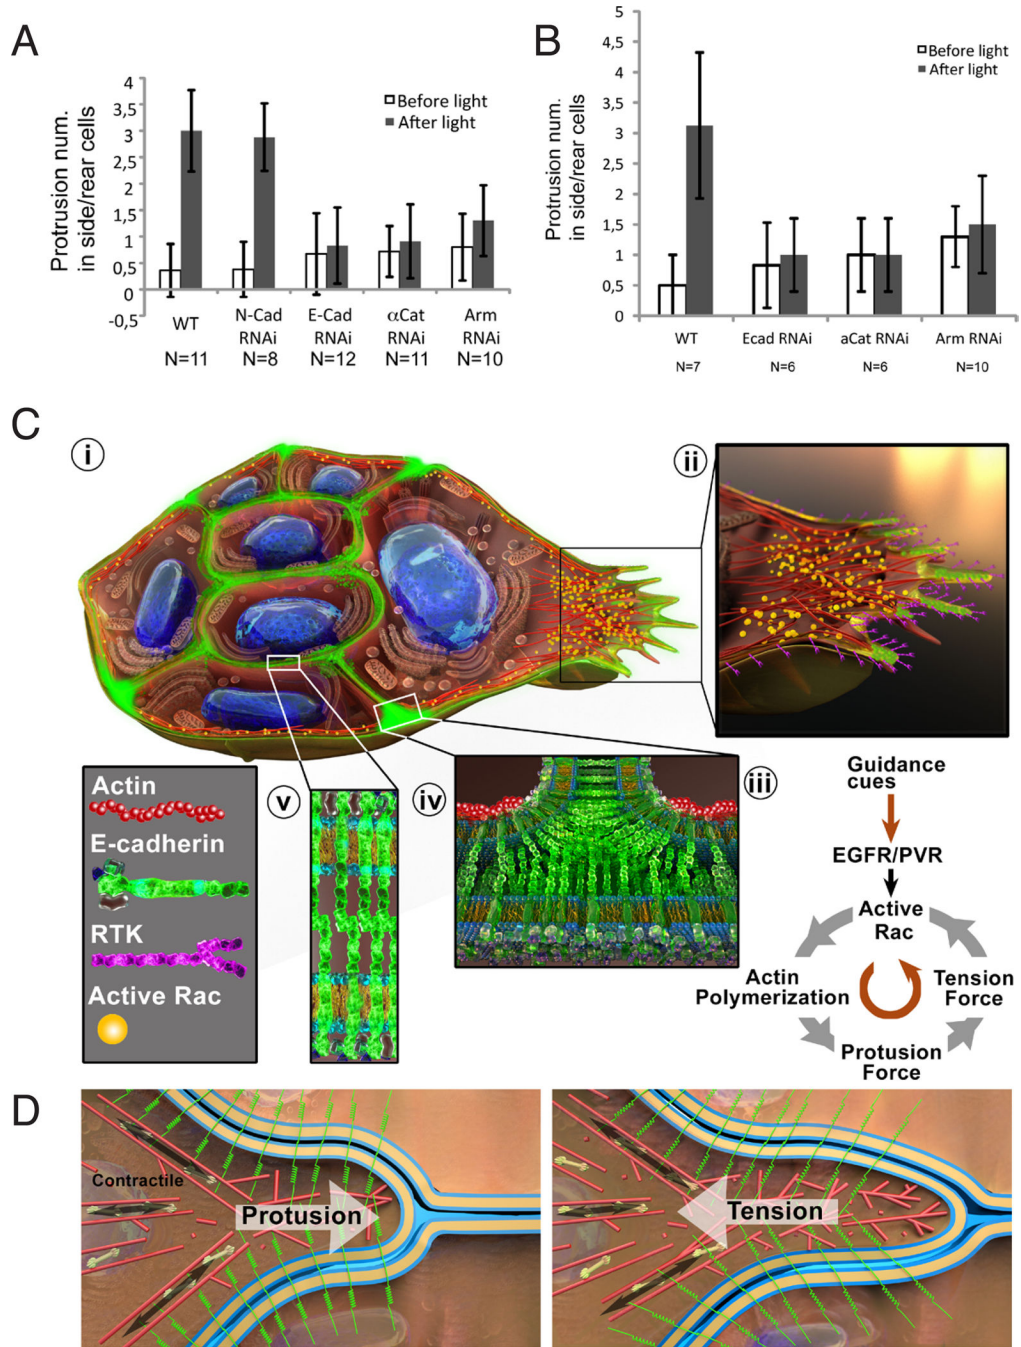 A
Protrusion num.
in side/rear cells
4
3,5
3
2,5
2
1,5
1
0,5
0
-0,5
Before light
After light
WT
N-Cad
RNAi
E-Cad
RNAi
αCat
RNAi
Arm
RNAi
N=11
N=8
N=12
N=11
N=10
B
Protrusion num.
in side/rear cells
5
4,5
4
3,5
3
2,5
2
1,5
1
0,5
0
Before light
After light
WT
Ecad RNAi
aCat RNAi
Arm RNAi
N=7
N=6
N=6
N=10
C
i
ii
Actin
E-cadherin
RTK
Active Rac
v
iv
iii
Guidance
cues
EGFR/PVR
Active
Rac
Actin
Polymerization
Tension
Force
Protusion
Force
D
Contractile
Protusion
Tension